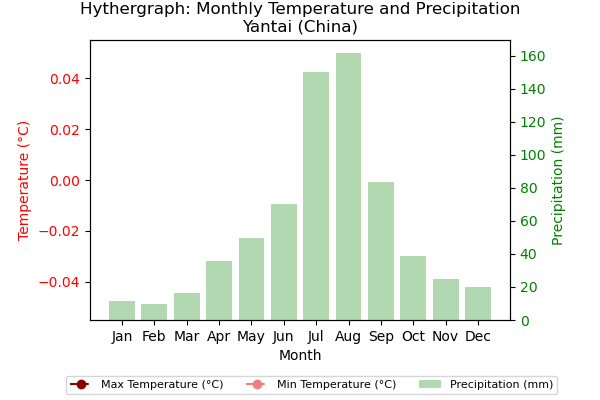 Hythergraph: Monthly Temperature and Precipitation
Yantai (China)
Temperature (°C)
0.04
0.02
0.00
−0.02
−0.04
160
140
120
100
80
60
40
20
0
Precipitation (mm)
Jan Feb Mar Apr May Jun Jul Aug Sep Oct Nov Dec
Month
Max Temperature (°C) Min Temperature (°C) Precipitation (mm)